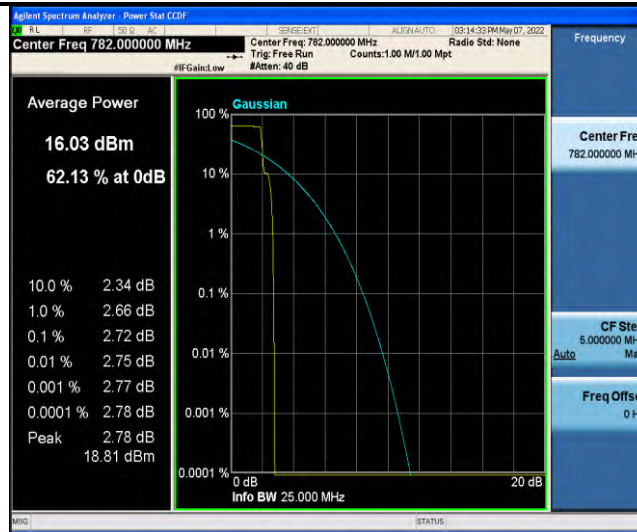 Agilent Spectrum Analyzer - Power Stat CCDF
RL RF 50 Ω AC SENSE:EXT ALIGN AUTO 03:14:33 PM May 07, 2022
Center Freq 782.000000 MHz
Center Freq: 782.000000 MHz Radio Std: None
Trig: Free Run Counts:1.00 M/1.00 Mpt
#IFGain:Low #Atten: 40 dB
Frequency
Average Power
16.03 dBm
62.13 % at 0dB
10.0 % 2.34 dB
1.0 % 2.66 dB
0.1 % 2.72 dB
0.01 % 2.75 dB
0.001 % 2.77 dB
0.0001 % 2.78 dB
Peak 2.78 dB
18.81 dBm
Gaussian
100 %
10 %
1 %
0.1 %
0.01 %
0.001 %
0.0001 %
0 dB 20 dB
Info BW 25.000 MHz
Center Fre
782.000000 MH
CF Ste
5.000000 MH
Auto Ma
Freq Offs
0 H
MSG STATUS